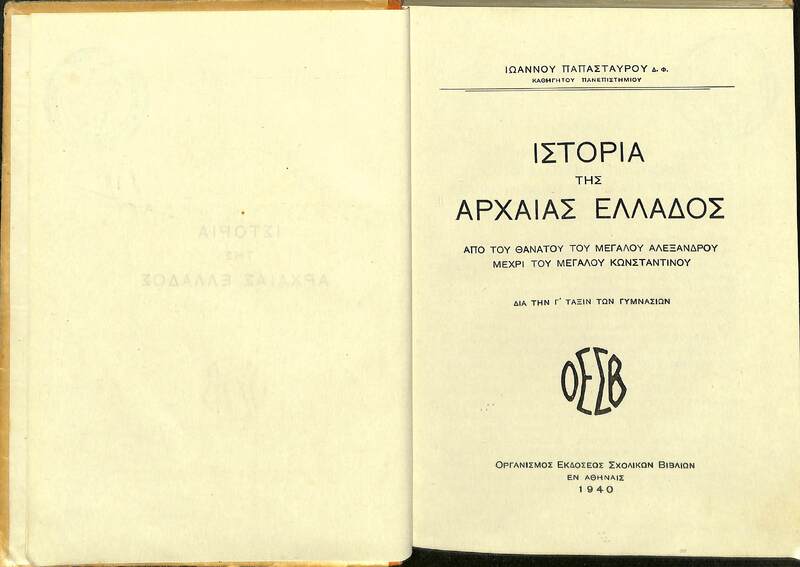 ΙΩΑΝΝΟΥ ΠΑΠΑΣΤΑΥΡΟΥ Δ. Φ.
ΚΑΘΗΓΗΤΟΥ ΠΑΝΕΠΙΣΤΗΜΙΟΥ
ΙΣΤΟΡΙΑ
ΤΗΣ
ΑΡΧΑΙΑΣ ΕΛΛΑΔΟΣ
ΑΠΟ ΤΟΥ ΘΑΝΑΤΟΥ ΤΟΥ ΜΕΓΑΛΟΥ ΑΛΕΞΑΝΔΡΟΥ
ΜΕΧΡΙ ΤΟΥ ΜΕΓΑΛΟΥ ΚΩΝΣΤΑΝΤΙΝΟΥ
ΔΙΑ ΤΗΝ Γ΄ ΤΑΞΙΝ ΤΩΝ ΓΥΜΝΑΣΙΩΝ
ΟΕΣΒ
ΟΡΓΑΝΙΣΜΟΣ ΕΚΔΟΣΕΩΣ ΣΧΟΛΙΚΩΝ ΒΙΒΛΙΩΝ
ΕΝ ΑΘΗΝΑΙΣ
1940